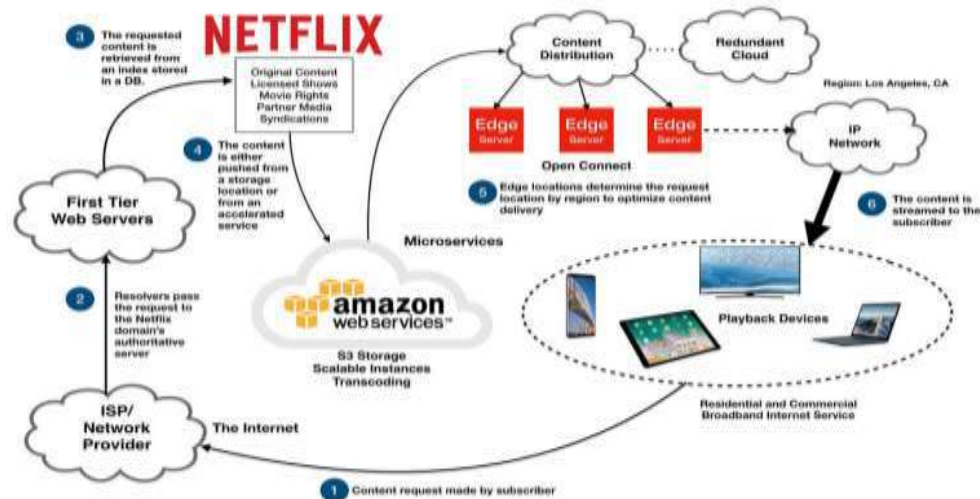 3
The requested
content is
retrieved from
an index stored
in a DB.
NETFLIX
Original Content
Licensed Shows
Movie Rights
Partner Media
Syndications
4
The content
is either
pushed from
a storage
location or
from an
accelerated
service
Content
Distribution
Redundant
Cloud
Edge
Server
Edge
Server
Edge
Server
Open Connect
Region: Los Angeles, CA
IP
Network
5
Edge locations determine the request
location by region to optimize content
delivery
6
The content is
streamed to the
subscriber
First Tier
Web Servers
Microservices
amazon
web services™
S3 Storage
Scalable Instances
Transcoding
2
Resolvers pass
the request to
the Netflix
domain's
authoritative
server
Playback Devices
Residential and Commercial
Broadband Internet Service
ISP/
Network
Provider
The Internet
1
Content request made by subscriber